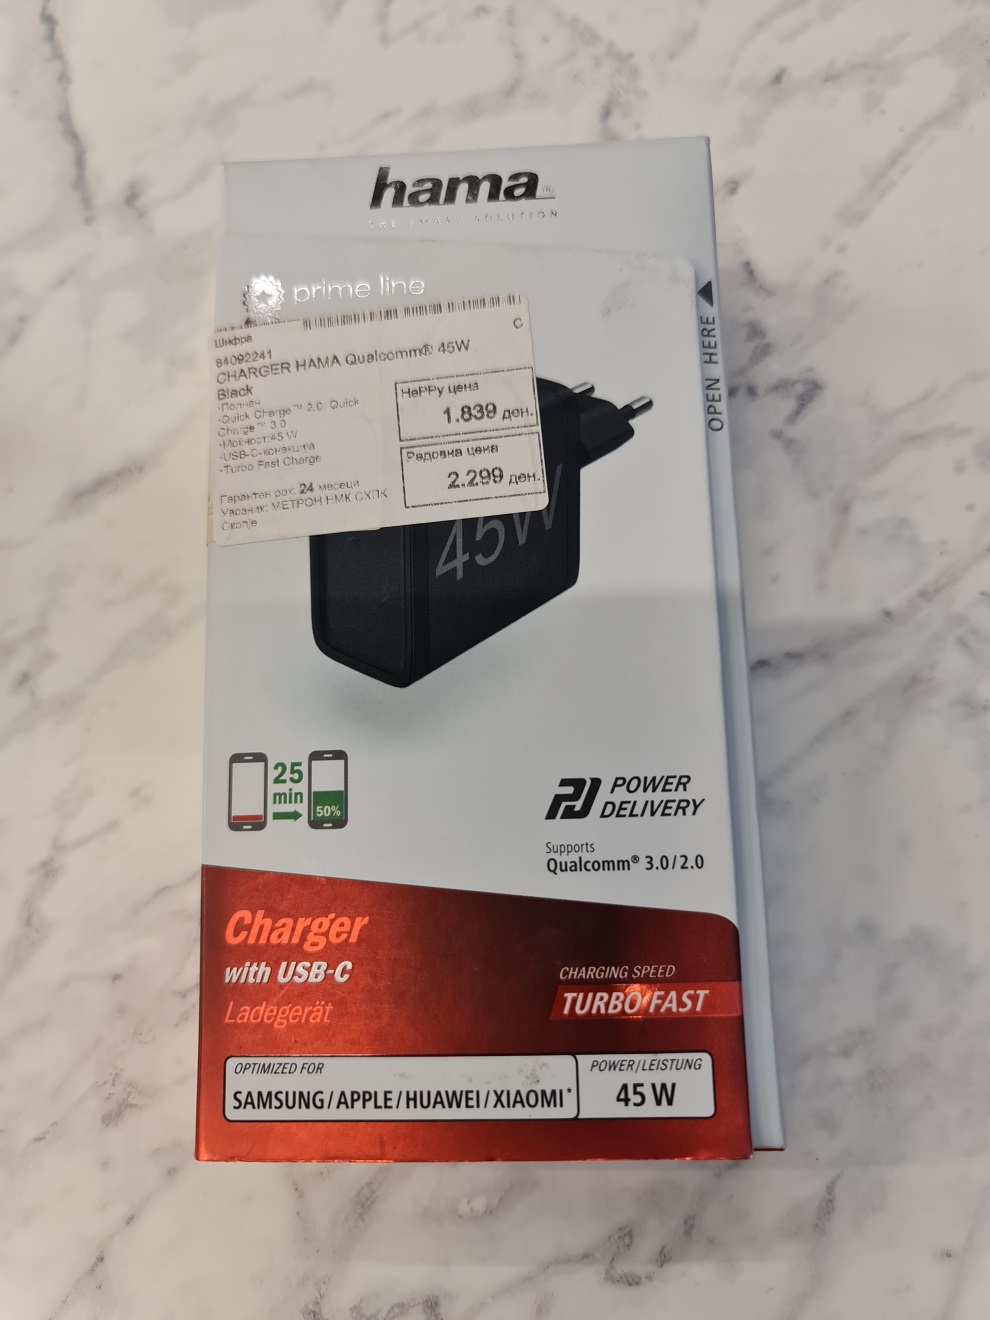 hama®
THE SMART SOLUTION
prime line
OPEN HERE
Шифра
84092241
C
CHARGER HAMA Qualcomm® 45W
Black
-Полнач
-Quick Charge™ 2.0, Quick
Charge™ 3.0
-Моќност:45 W
-USB-C-конекција
-Turbo Fast Charge
Гарантен рок: 24 месеци
Увозник: МЕТРОН НМК СХПК
Скопје
HaPPy цена
1.839 ден.
Редовна цена
2.299 ден.
45W
25
min
50%
POWER
DELIVERY
Supports
Qualcomm® 3.0/2.0
Charger
with USB-C
Ladegerät
CHARGING SPEED
TURBO FAST
OPTIMIZED FOR
SAMSUNG/APPLE/HUAWEI/XIAOMI*
POWER/LEISTUNG
45 W